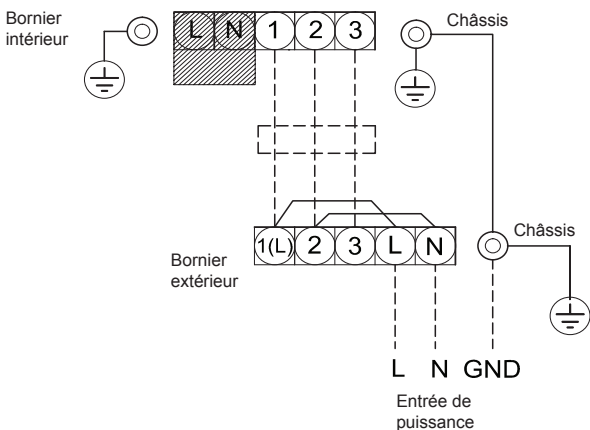 Bornier
intérieur
L N 1 2 3
Châssis
1(L) 2 3 L N
Châssis
Bornier
extérieur
L N GND
Entrée de
puissance